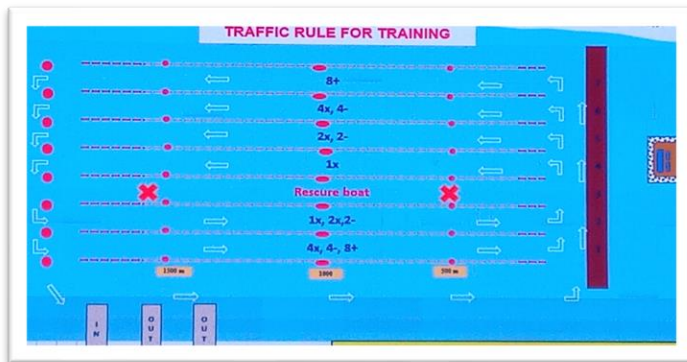 TRAFFIC RULE FOR TRAINING
8+
4x, 4-
2x, 2-
1x
Rescure boat
1x, 2x,2-
4x, 4-, 8+
1500 m
1000
500 m
IN
OUT
OUT